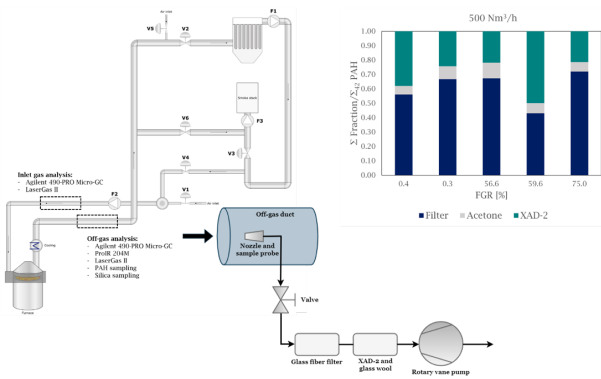 air inlet
V5
V2
F1
Smoke stack
F3
V6
V3
V4
V1
air inlet
F2
Inlet gas analysis:
- Agilent 490-PRO Micro-GC
- LaserGas II
Cooling
Off-gas analysis:
- Agilent 490-PRO Micro-GC
- ProIR 204M
- LaserGas II
- PAH sampling
- Silica sampling
Furnace
Off-gas duct
Nozzle and
sample probe
Valve
Glass fiber filter
XAD-2 and
glass wool
Rotary vane pump
500 Nm³/h
Σ Fraction/Σ42 PAH
1.00
0.90
0.80
0.70
0.60
0.50
0.40
0.30
0.20
0.10
0.00
0.4 0.3 56.6 59.6 75.0
FGR [%]
Filter Acetone XAD-2